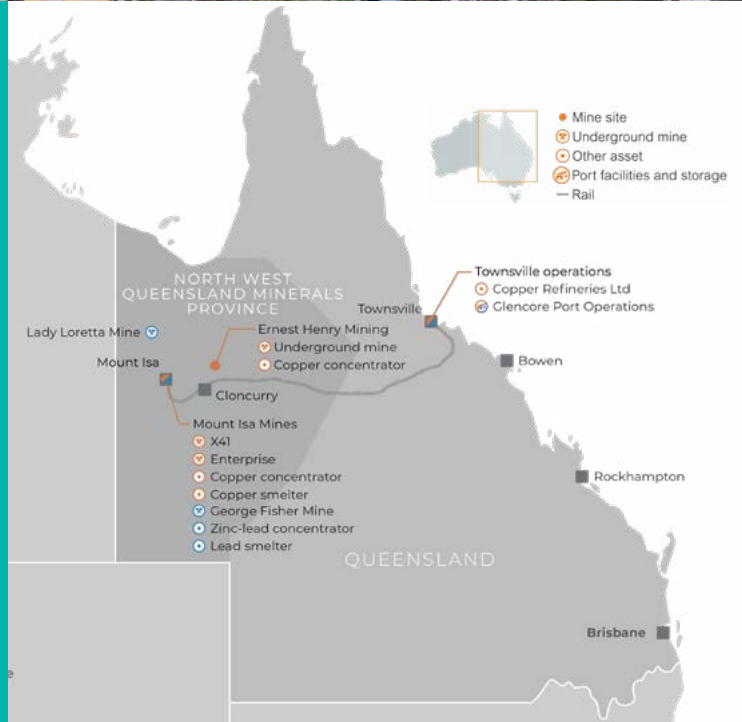 Mine site
Underground mine
Other asset
Port facilities and storage
Rail
NORTH WEST
QUEENSLAND MINERALS
PROVINCE
Townsville operations
Copper Refineries Ltd
Glencore Port Operations
Townsville
Lady Loretta Mine
Ernest Henry Mining
Underground mine
Copper concentrator
Mount Isa
Bowen
Cloncurry
Mount Isa Mines
X41
Enterprise
Copper concentrator
Copper smelter
George Fisher Mine
Zinc-lead concentrator
Lead smelter
Rockhampton
QUEENSLAND
Brisbane
e